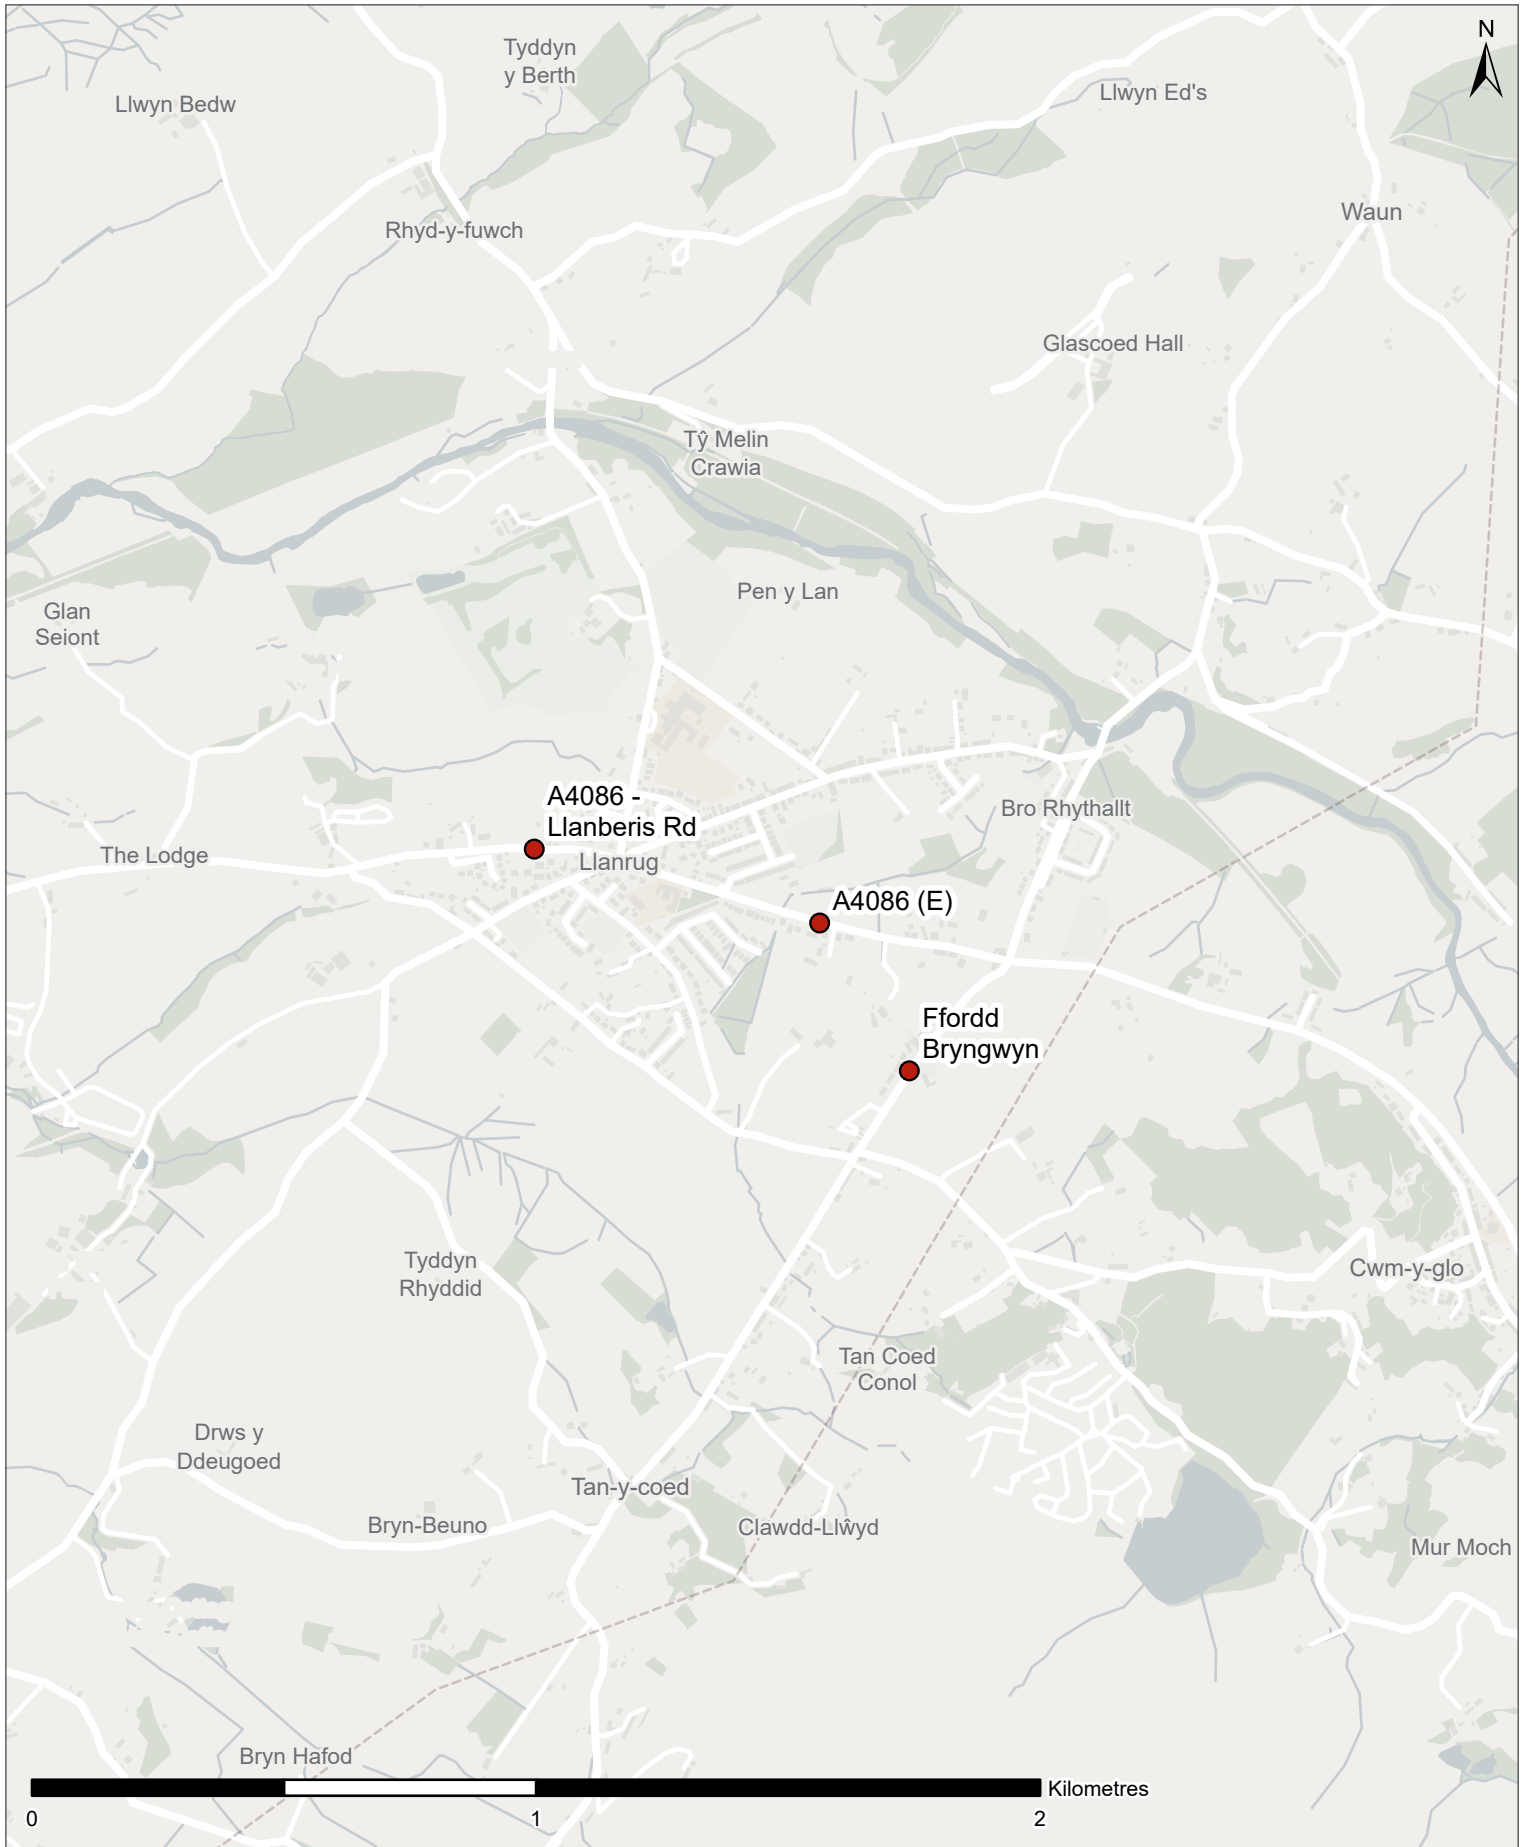 N
Tyddyn
y Berth
Llwyn Bedw
Llwyn Ed's
Waun
Rhyd-y-fuwch
Glascoed Hall
Tŷ Melin
Crawia
Pen y Lan
Glan
Seiont
A4086 -
Llanberis Rd
Bro Rhythallt
The Lodge
Llanrug
A4086 (E)
Ffordd
Bryngwyn
Tyddyn
Rhyddid
Cwm-y-glo
Tan Coed
Conol
Drws y
Ddeugoed
Tan-y-coed
Bryn-Beuno
Clawdd-Llŵyd
Mur Moch
Bryn Hafod
Kilometres
0 1 2